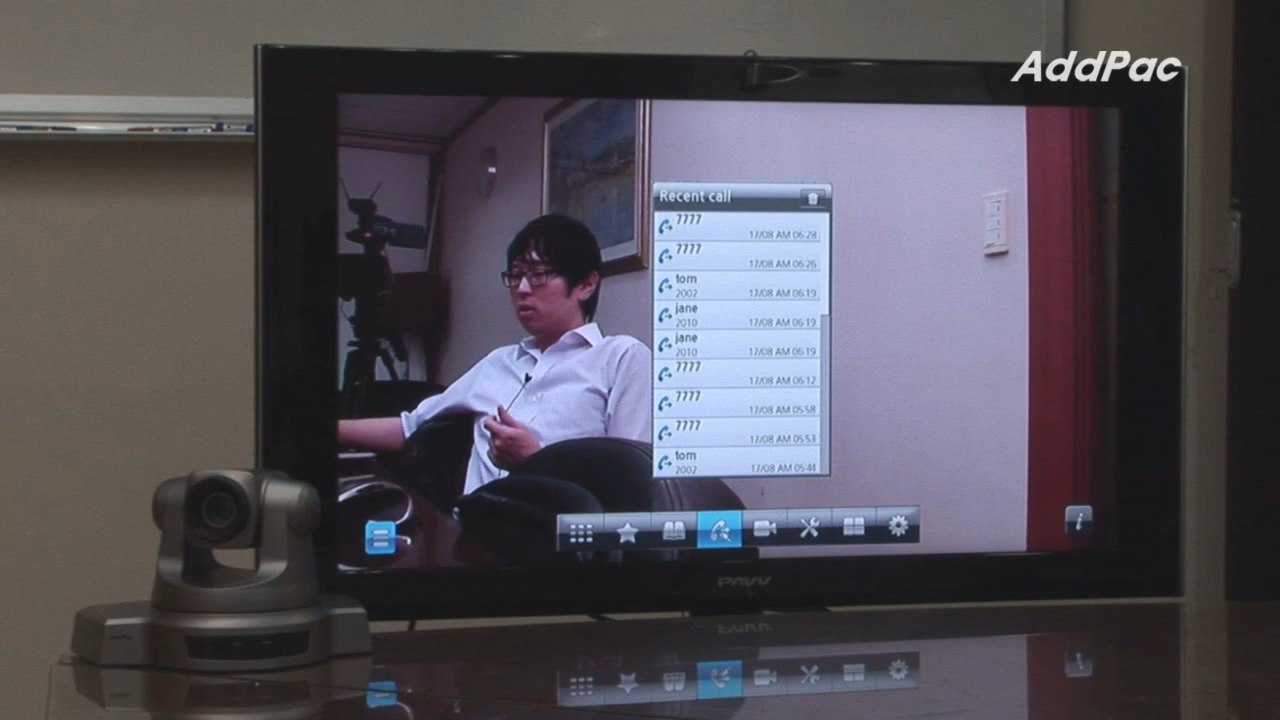 AddPac
Recent call
7777
17/08 AM 06:28
7777
17/08 AM 06:26
tom
2002 17/08 AM 06:19
jane
2010 17/08 AM 06:19
jane
2010 17/08 AM 06:19
7777
17/08 AM 06:12
7777
17/08 AM 05:58
7777
17/08 AM 05:53
tom
2002 17/08 AM 05:44
i
PAVV